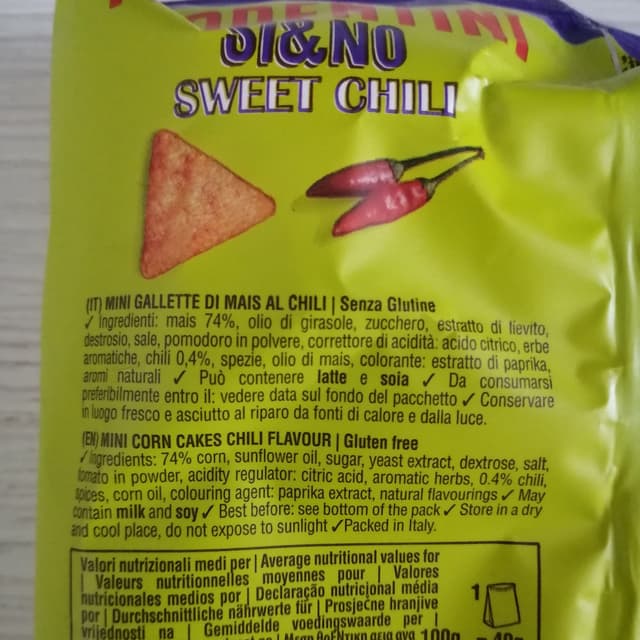 FIORENTINI
SI&NO
SWEET CHILI
(IT) MINI GALLETTE DI MAIS AL CHILI | Senza Glutine
✓ Ingredienti: mais 74%, olio di girasole, zucchero, estratto di lievito,
destrosio, sale, pomodoro in polvere, correttore di acidità: acido citrico, erbe
aromatiche, chili 0,4%, spezie, olio di mais, colorante: estratto di paprika,
aromi naturali ✓ Può contenere latte e soia ✓ Da consumarsi
preferibilmente entro il: vedere data sul fondo del pacchetto ✓ Conservare
in luogo fresco e asciutto al riparo da fonti di calore e dalla luce.
(EN) MINI CORN CAKES CHILI FLAVOUR | Gluten free
✓ Ingredients: 74% corn, sunflower oil, sugar, yeast extract, dextrose, salt,
tomato in powder, acidity regulator: citric acid, aromatic herbs, 0.4% chili,
spices, corn oil, colouring agent: paprika extract, natural flavourings ✓ May
contain milk and soy ✓ Best before: see bottom of the pack ✓ Store in a dry
and cool place, do not expose to sunlight ✓ Packed in Italy.
Valori nutrizionali medi per | Average nutritional values for
| Valeurs nutritionnelles moyennes pour | Valores
nutricionales medios por | Declaração nutricional média
por | Durchschnittliche nährwerte für | Prosječne hranjive
vrijednosti na | Gemiddelde voedingswaarde per |
100g
1